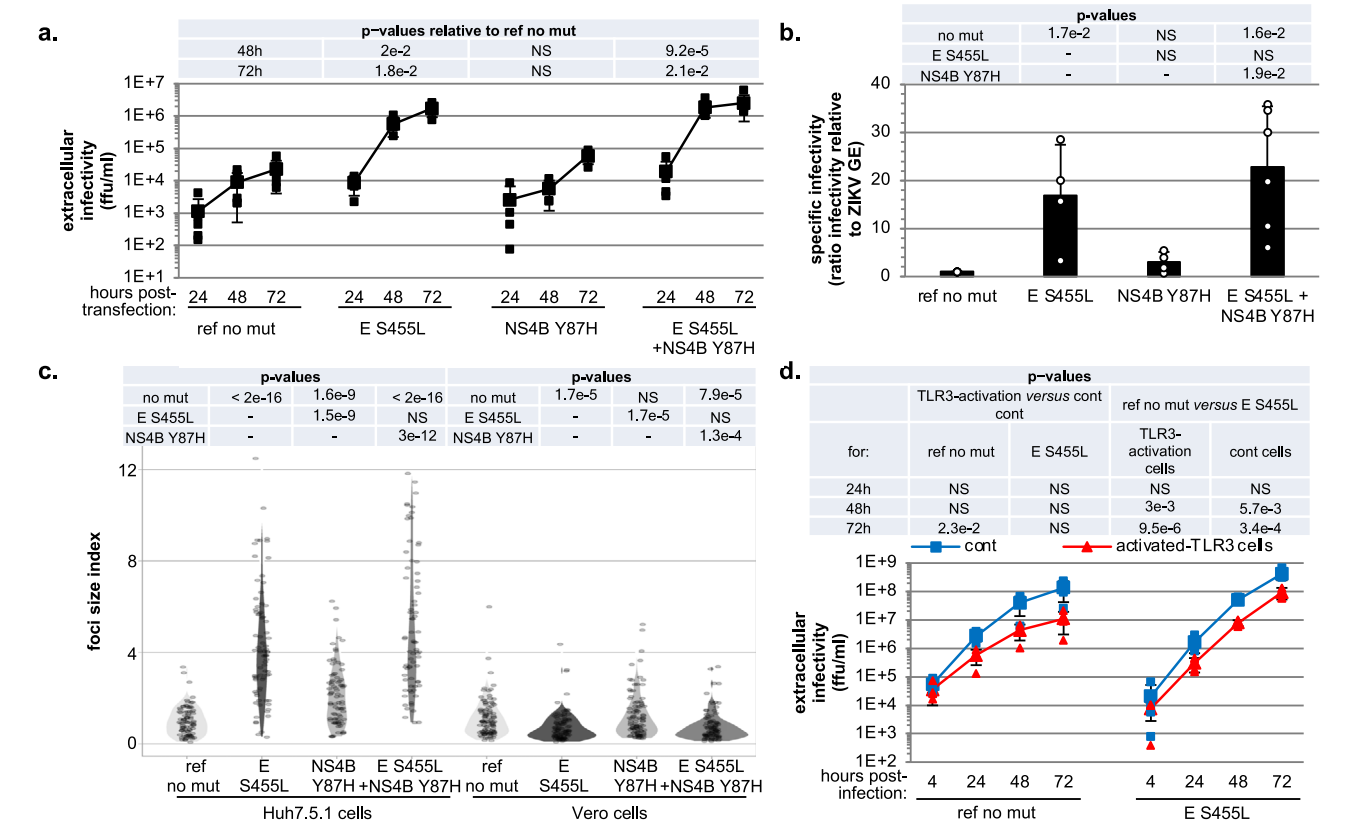 a.
p−values relative to ref no mut
48h 2e-2 NS 9.2e-5
72h 1.8e-2 NS 2.1e-2
extracellular
infectivity
(ffu/ml)
1E+7
1E+6
1E+5
1E+4
1E+3
1E+2
1E+1
hours post-
transfection:
24 48 72 24 48 72 24 48 72 24 48 72
ref no mut E S455L NS4B Y87H E S455L
+NS4B Y87H
b.
p-values
no mut 1.7e-2 NS 1.6e-2
E S455L - NS NS
NS4B Y87H - - 1.9e-2
specific infectivity
(ratio infectivity relative
to ZIKV GE)
40
30
20
10
0
ref no mut E S455L NS4B Y87H E S455L +
NS4B Y87H
c.
p-values p-values
no mut < 2e-16 1.6e-9 < 2e-16 no mut 1.7e-5 NS 7.9e-5
E S455L - 1.5e-9 NS E S455L - 1.7e-5 NS
NS4B Y87H - - 3e-12 NS4B Y87H - - 1.3e-4
foci size index
12
8
4
0
ref E NS4B E S455L ref E NS4B E S455L
no mut S455L Y87H +NS4B Y87H no mut S455L Y87H +NS4B Y87H
Huh7.5.1 cells Vero cells
d.
p−values
TLR3-activation versus cont
cont
ref no mut versus E S455L
for: ref no mut E S455L TLR3-
activation
cells
cont cells
24h NS NS NS NS
48h NS NS 3e-3 5.7e-3
72h 2.3e-2 NS 9.5e-6 3.4e-4
cont activated-TLR3 cells
extracellular
infectivity
(ffu/ml)
1E+9
1E+8
1E+7
1E+6
1E+5
1E+4
1E+3
1E+2
hours post-
infection:
4 24 48 72 4 24 48 72
ref no mut E S455L